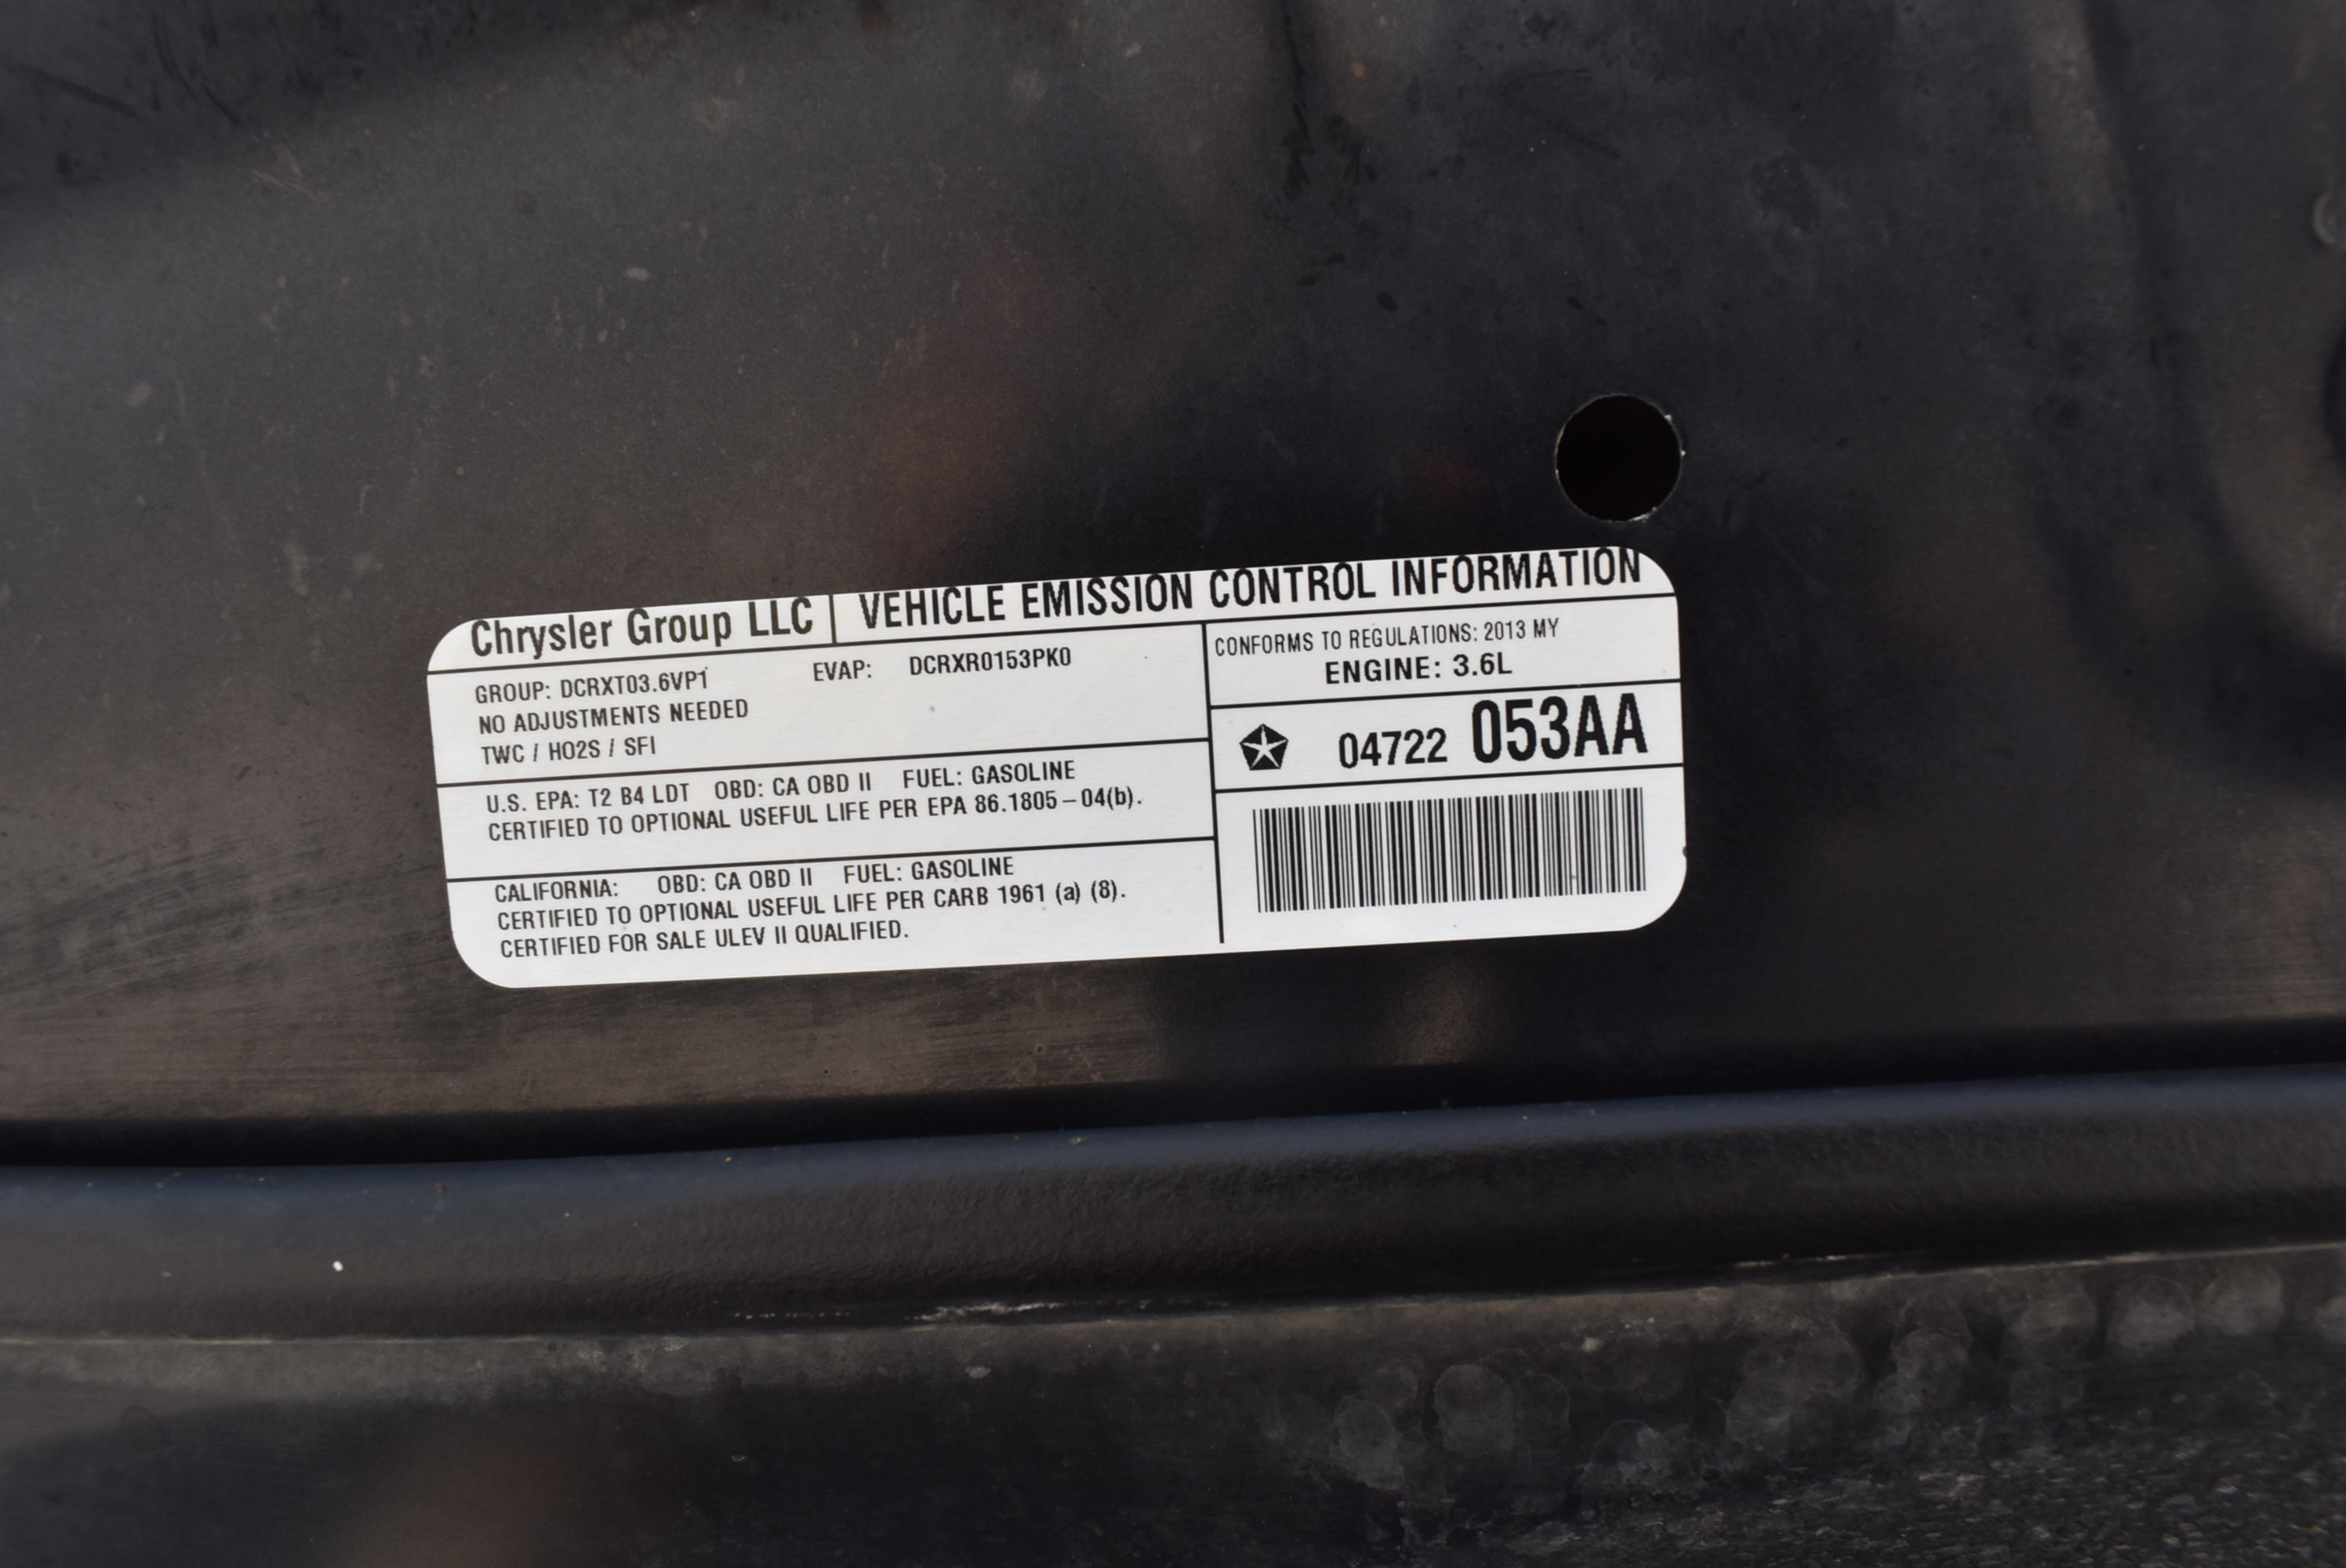 Chrysler Group LLC | VEHICLE EMISSION CONTROL INFORMATION
GROUP: DCRXT03.6VP1 EVAP: DCRXR0153PK0
NO ADJUSTMENTS NEEDED
TWC / HO2S / SFI
U.S. EPA: T2 B4 LDT OBD: CA OBD II FUEL: GASOLINE
CERTIFIED TO OPTIONAL USEFUL LIFE PER EPA 86.1805–04(b).
CALIFORNIA: OBD: CA OBD II FUEL: GASOLINE
CERTIFIED TO OPTIONAL USEFUL LIFE PER CARB 1961 (a) (8).
CERTIFIED FOR SALE ULEV II QUALIFIED.
CONFORMS TO REGULATIONS: 2013 MY
ENGINE: 3.6L
04722 053AA